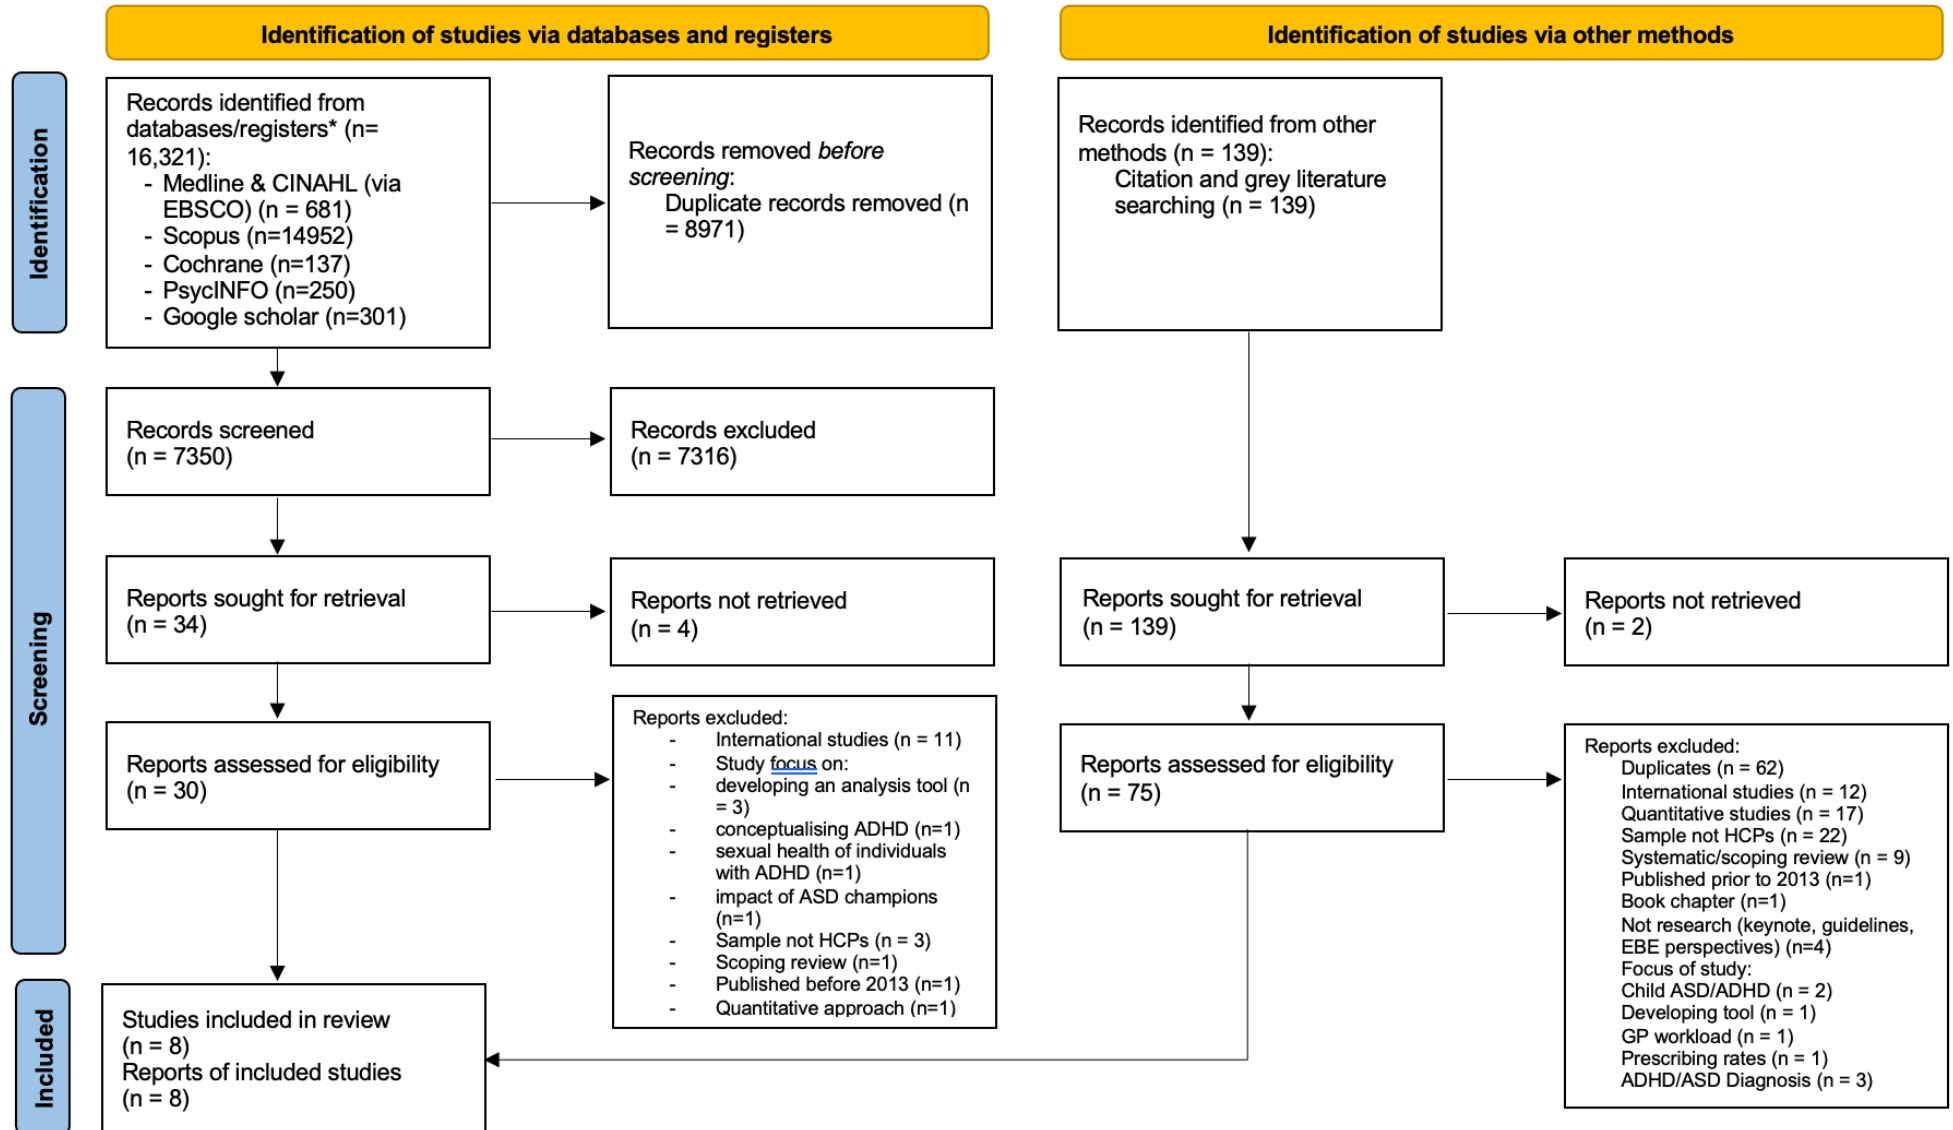 Identification of studies via databases and registers
Identification of studies via other methods
Identification
Records identified from
databases/registers* (n=
16,321):
- Medline & CINAHL (via
EBSCO) (n = 681)
- Scopus (n=14952)
- Cochrane (n=137)
- PsycINFO (n=250)
- Google scholar (n=301)
Records removed before
screening:
Duplicate records removed (n
= 8971)
Records identified from other
methods (n = 139):
Citation and grey literature
searching (n = 139)
Screening
Records screened
(n = 7350)
Records excluded
(n = 7316)
Reports sought for retrieval
(n = 34)
Reports not retrieved
(n = 4)
Reports sought for retrieval
(n = 139)
Reports not retrieved
(n = 2)
Reports assessed for eligibility
(n = 30)
Reports excluded:
- International studies (n = 11)
- Study focus on:
- developing an analysis tool (n
= 3)
- conceptualising ADHD (n=1)
- sexual health of individuals
with ADHD (n=1)
- impact of ASD champions
(n=1)
- Sample not HCPs (n = 3)
- Scoping review (n=1)
- Published before 2013 (n=1)
- Quantitative approach (n=1)
Reports assessed for eligibility
(n = 75)
Reports excluded:
Duplicates (n = 62)
International studies (n = 12)
Quantitative studies (n = 17)
Sample not HCPs (n = 22)
Systematic/scoping review (n = 9)
Published prior to 2013 (n=1)
Book chapter (n=1)
Not research (keynote, guidelines,
EBE perspectives) (n=4)
Focus of study:
Child ASD/ADHD (n = 2)
Developing tool (n = 1)
GP workload (n = 1)
Prescribing rates (n = 1)
ADHD/ASD Diagnosis (n = 3)
Included
Studies included in review
(n = 8)
Reports of included studies
(n = 8)